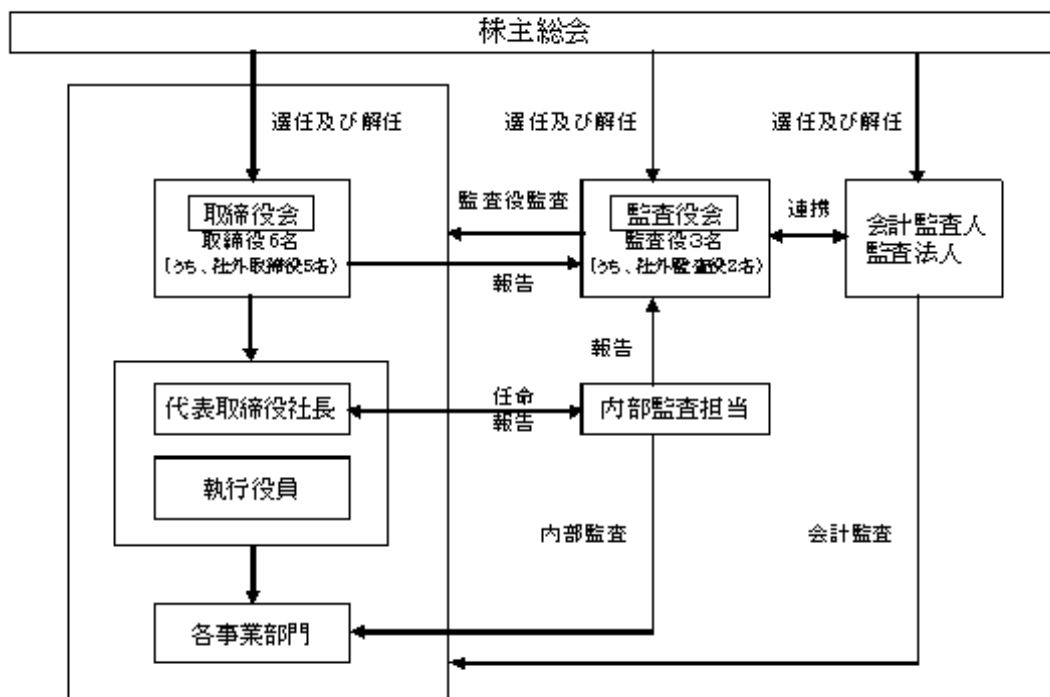 株主総会
選任及び解任
選任及び解任
選任及び解任
取締役会
取締役6名
(うち、社外取締役5名)
監査役監査
報告
監査役会
監査役3名
(うち、社外監査役2名)
連携
会計監査人
監査法人
報告
代表取締役社長
任命
報告
内部監査担当
執行役員
内部監査
会計監査
各事業部門